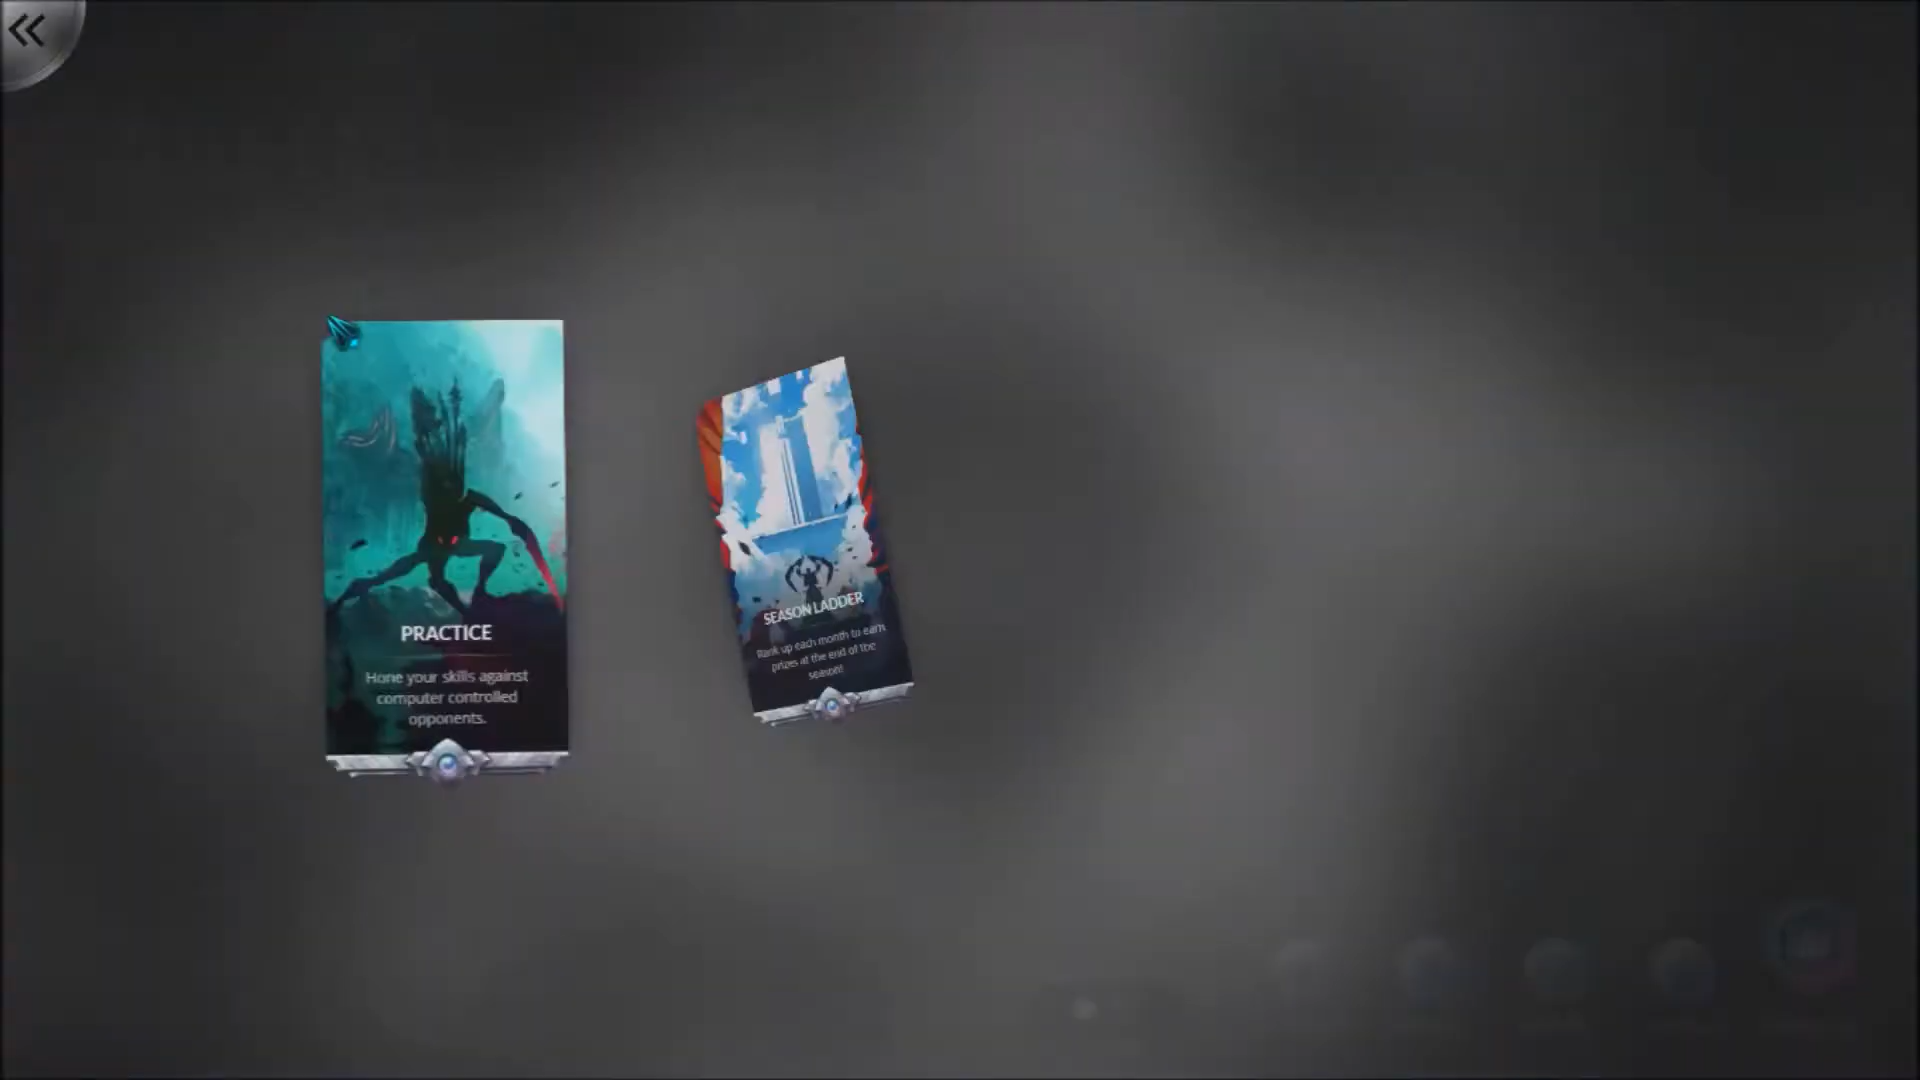 PRACTICE
Hone your skills against
computer controlled
opponents.
SEASON LADDER
Rank up each month to earn
prizes at the end of the
season!